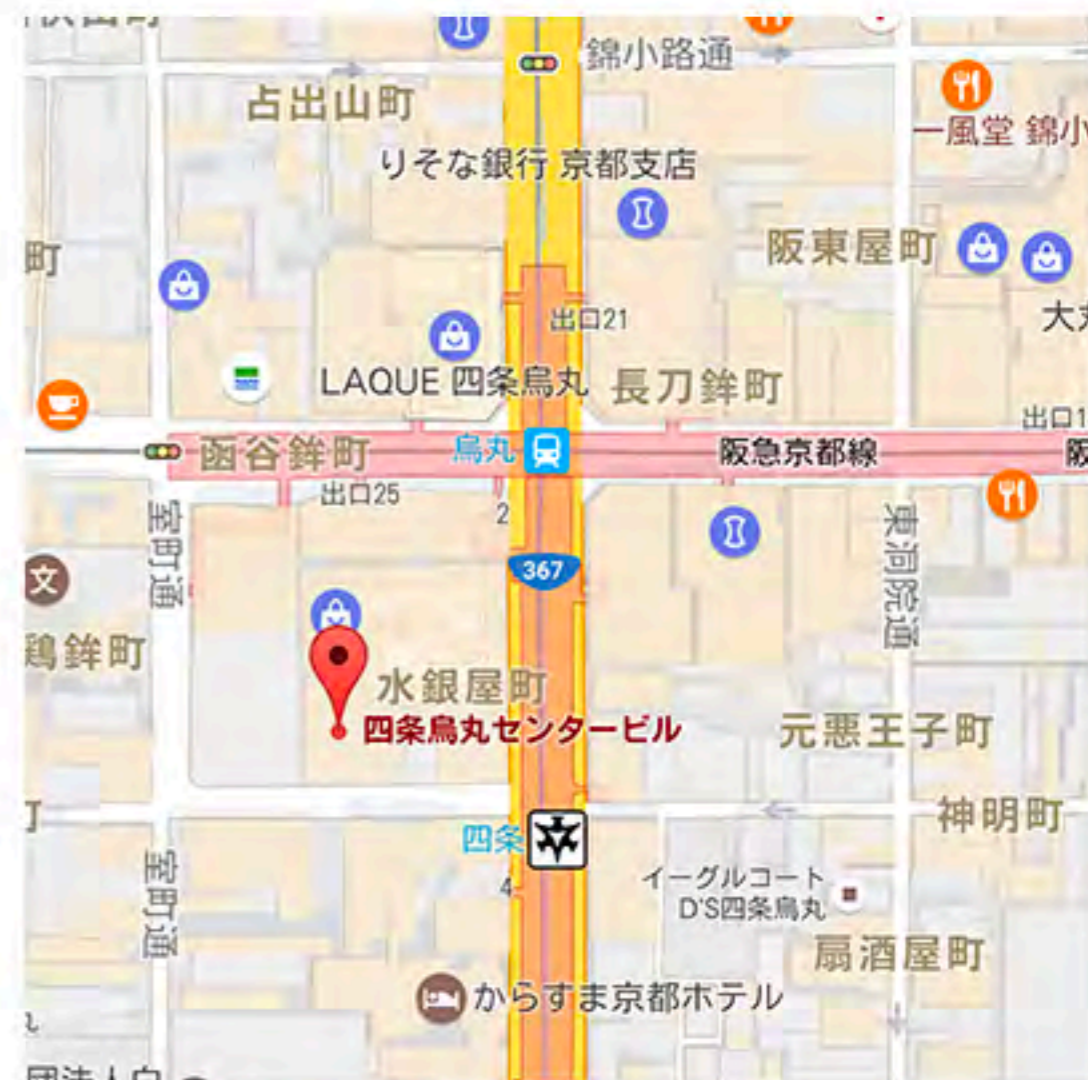 錦小路通
占出山町
一風堂 錦小
りそな銀行 京都支店
阪東屋町
町
出口21
大丸
LAQUE 四条烏丸
長刀鉾町
出口1
函谷鉾町
烏丸
阪急京都線
阪
出口25
2
室町通
東洞院通
367
文
鶏鉾町
水銀屋町
四条烏丸センタービル
元悪王子町
町
神明町
四条
4
イーグルコート
D'S四条烏丸
室町通
扇酒屋町
からすま京都ホテル